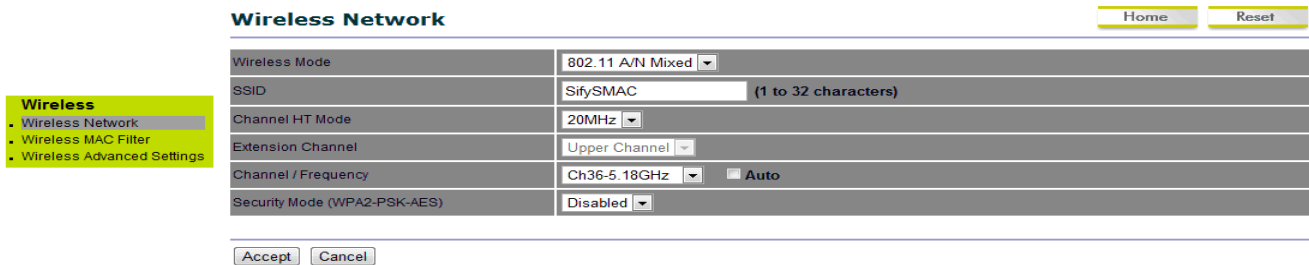 Wireless Network
Home
Reset
Wireless
Wireless Network
Wireless MAC Filter
Wireless Advanced Settings
Wireless Mode 802.11 A/N Mixed
SSID SifySMAC (1 to 32 characters)
Channel HT Mode 20MHz
Extension Channel Upper Channel
Channel / Frequency Ch36-5.18GHz Auto
Security Mode (WPA2-PSK-AES) Disabled
Accept Cancel